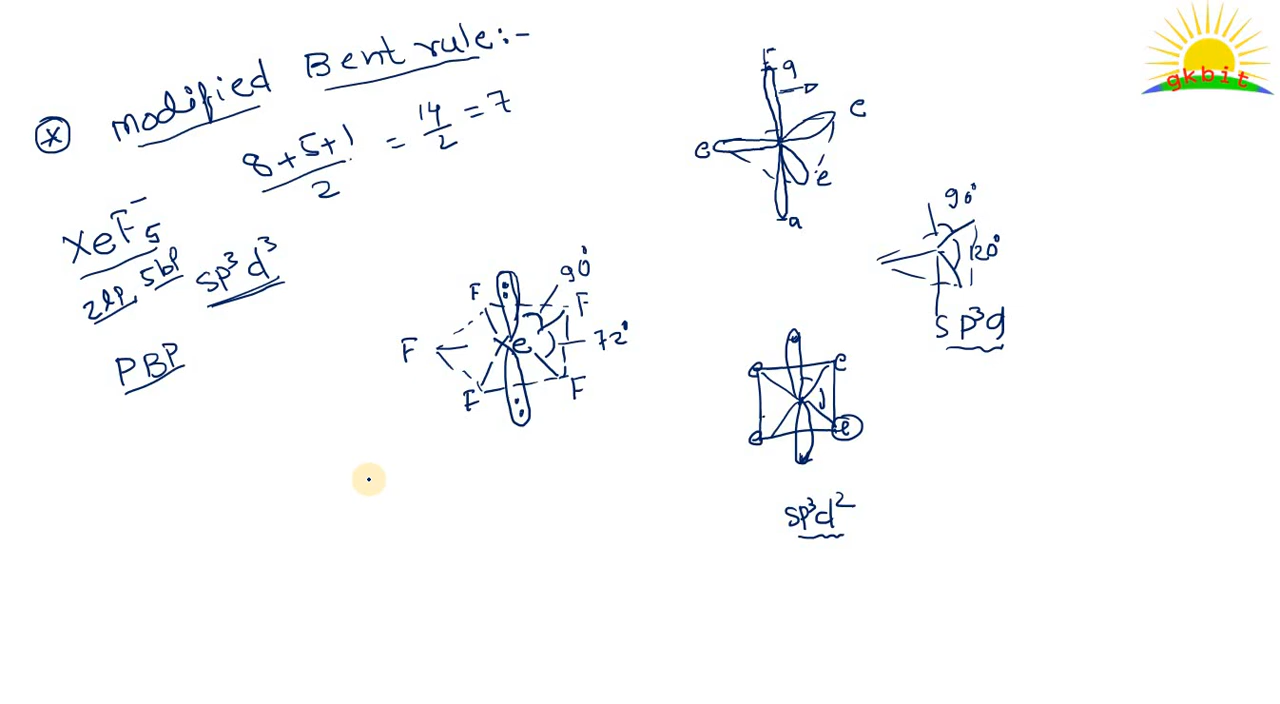 gkbit
ⓧ modified Bent rule:-
8+5+1/2 = 14/2 = 7
XeF5⁻
2lp 5bp sp³d³
PBP
F F
90°
F Xe 72°
F F
F a
e e
e
a
90°
120°
sp³d
e e
e e
sp³d²